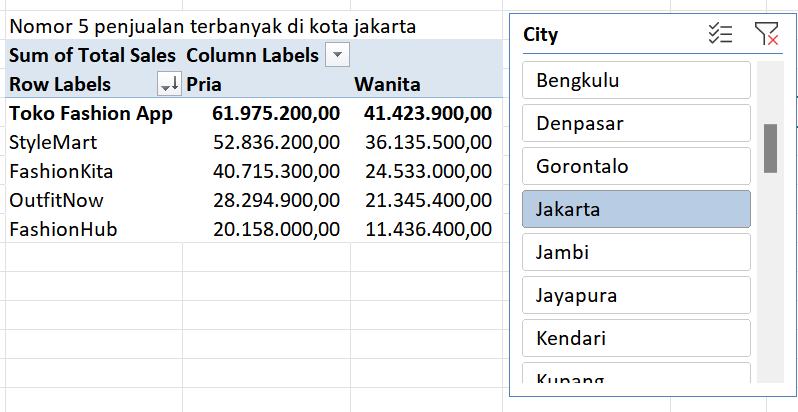 Nomor 5 penjualan terbanyak di kota jakarta
Sum of Total Sales Column Labels
Row Labels Pria Wanita
Toko Fashion App 61.975.200,00 41.423.900,00
StyleMart 52.836.200,00 36.135.500,00
FashionKita 40.715.300,00 24.533.000,00
OutfitNow 28.294.900,00 21.345.400,00
FashionHub 20.158.000,00 11.436.400,00
City
Bengkulu
Denpasar
Gorontalo
Jakarta
Jambi
Jayapura
Kendari
Kupang